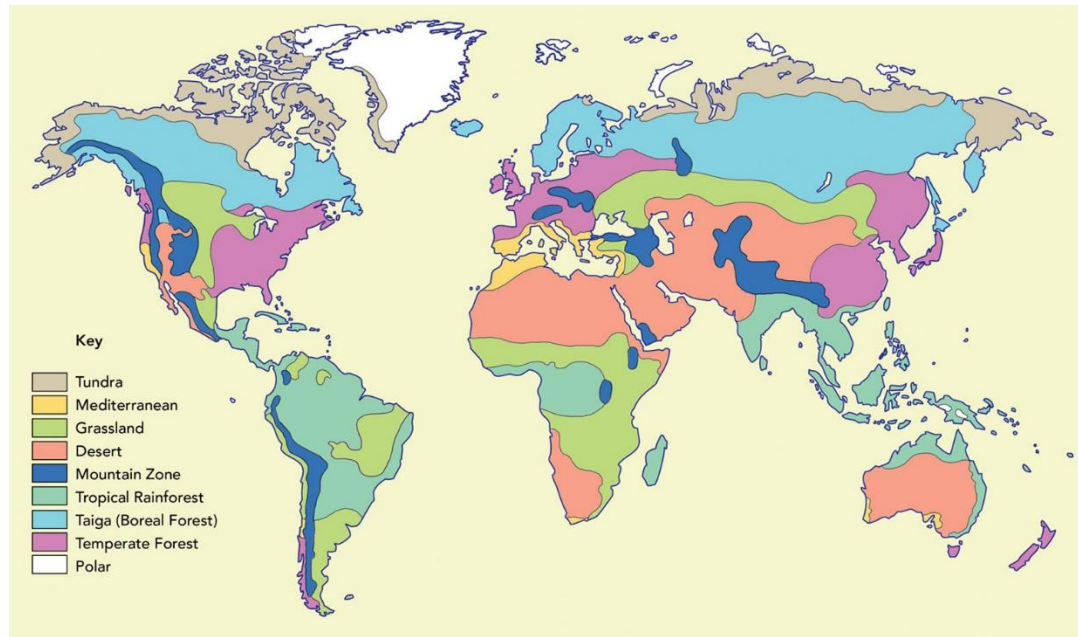 Key
Tundra
Mediterranean
Grassland
Desert
Mountain Zone
Tropical Rainforest
Taiga (Boreal Forest)
Temperate Forest
Polar